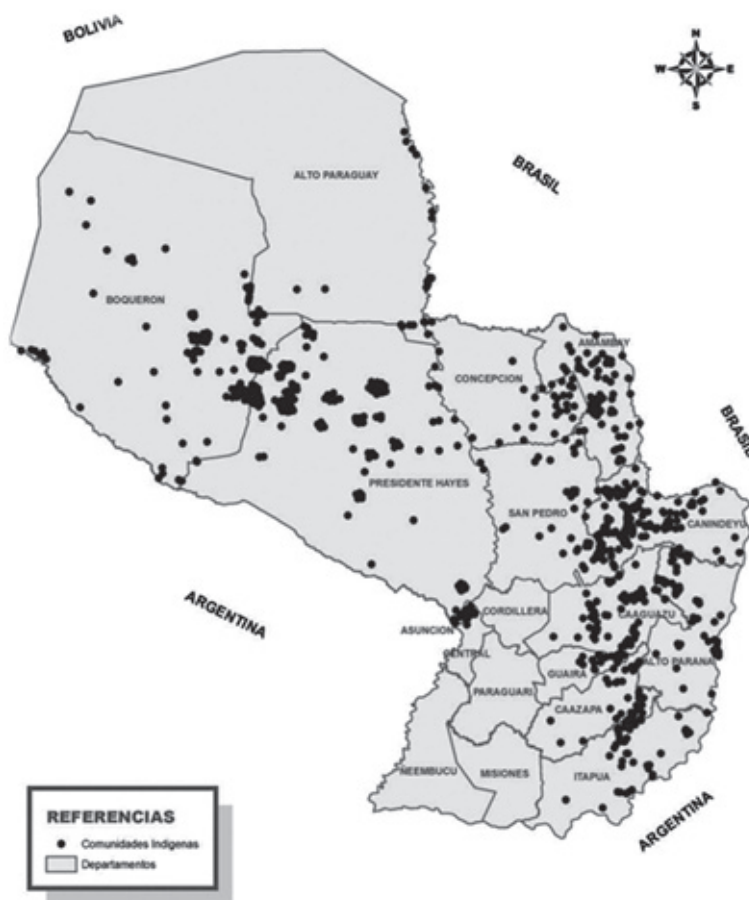 BOLIVIA
N
W E
S
BRASIL
ALTO PARAGUAY
BOQUERON
AMAMBAY
CONCEPCION
BRASIL
PRESIDENTE HAYES
SAN PEDRO
CANINDEYU
ARGENTINA
CORDILLERA
CAAGUAZU
ASUNCION
CENTRAL
ALTO PARANA
GUAIRA
PARAGUARI
CAAZAPA
ÑEEMBUCU
MISIONES
ITAPUA
ARGENTINA
REFERENCIAS
Comunidades Indigenas
Departamentos